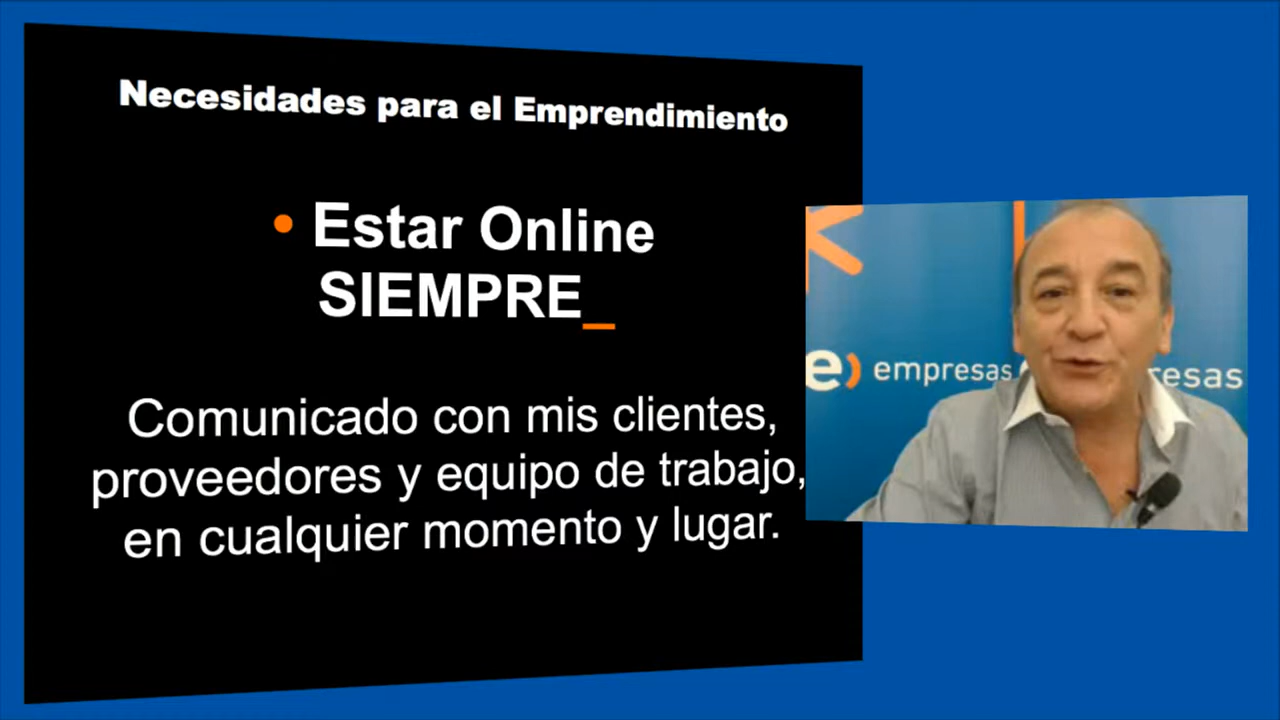 Necesidades para el Emprendimiento
• Estar Online
SIEMPRE_
Comunicado con mis clientes,
proveedores y equipo de trabajo,
en cualquier momento y lugar.
e) empresas
resas